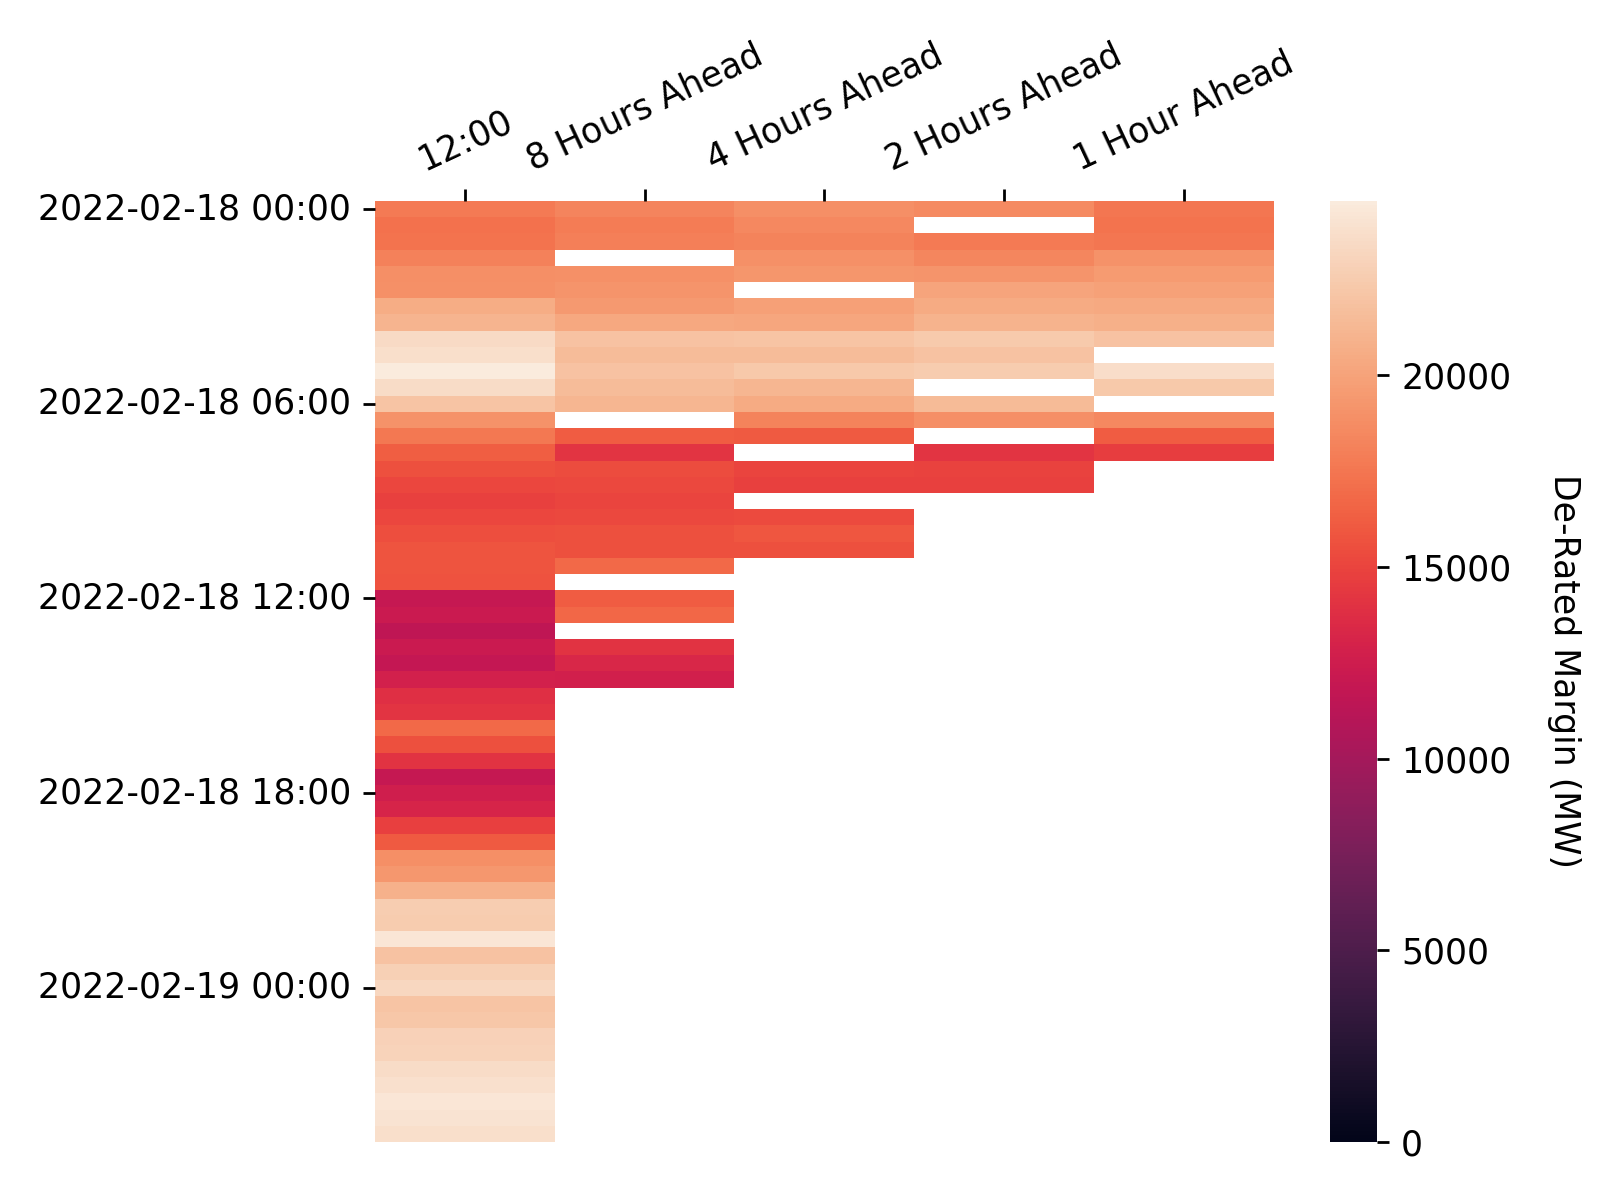 12:00
8 Hours Ahead
4 Hours Ahead
2 Hours Ahead
1 Hour Ahead
2022-02-18 00:00
2022-02-18 06:00
2022-02-18 12:00
2022-02-18 18:00
2022-02-19 00:00
20000
15000
10000
5000
0
De-Rated Margin (MW)